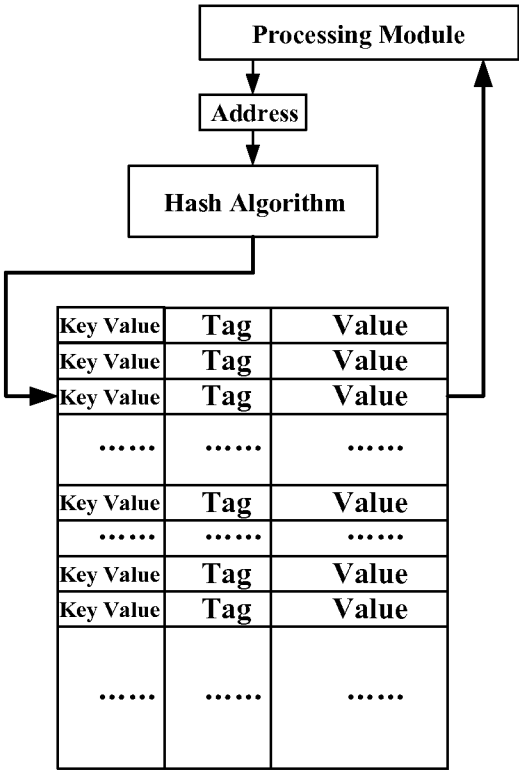 Processing Module
Address
Hash Algorithm
Key Value Tag Value
Key Value Tag Value
Key Value Tag Value
...... ...... ......
Key Value Tag Value
...... ...... ......
Key Value Tag Value
Key Value Tag Value
...... ...... ......